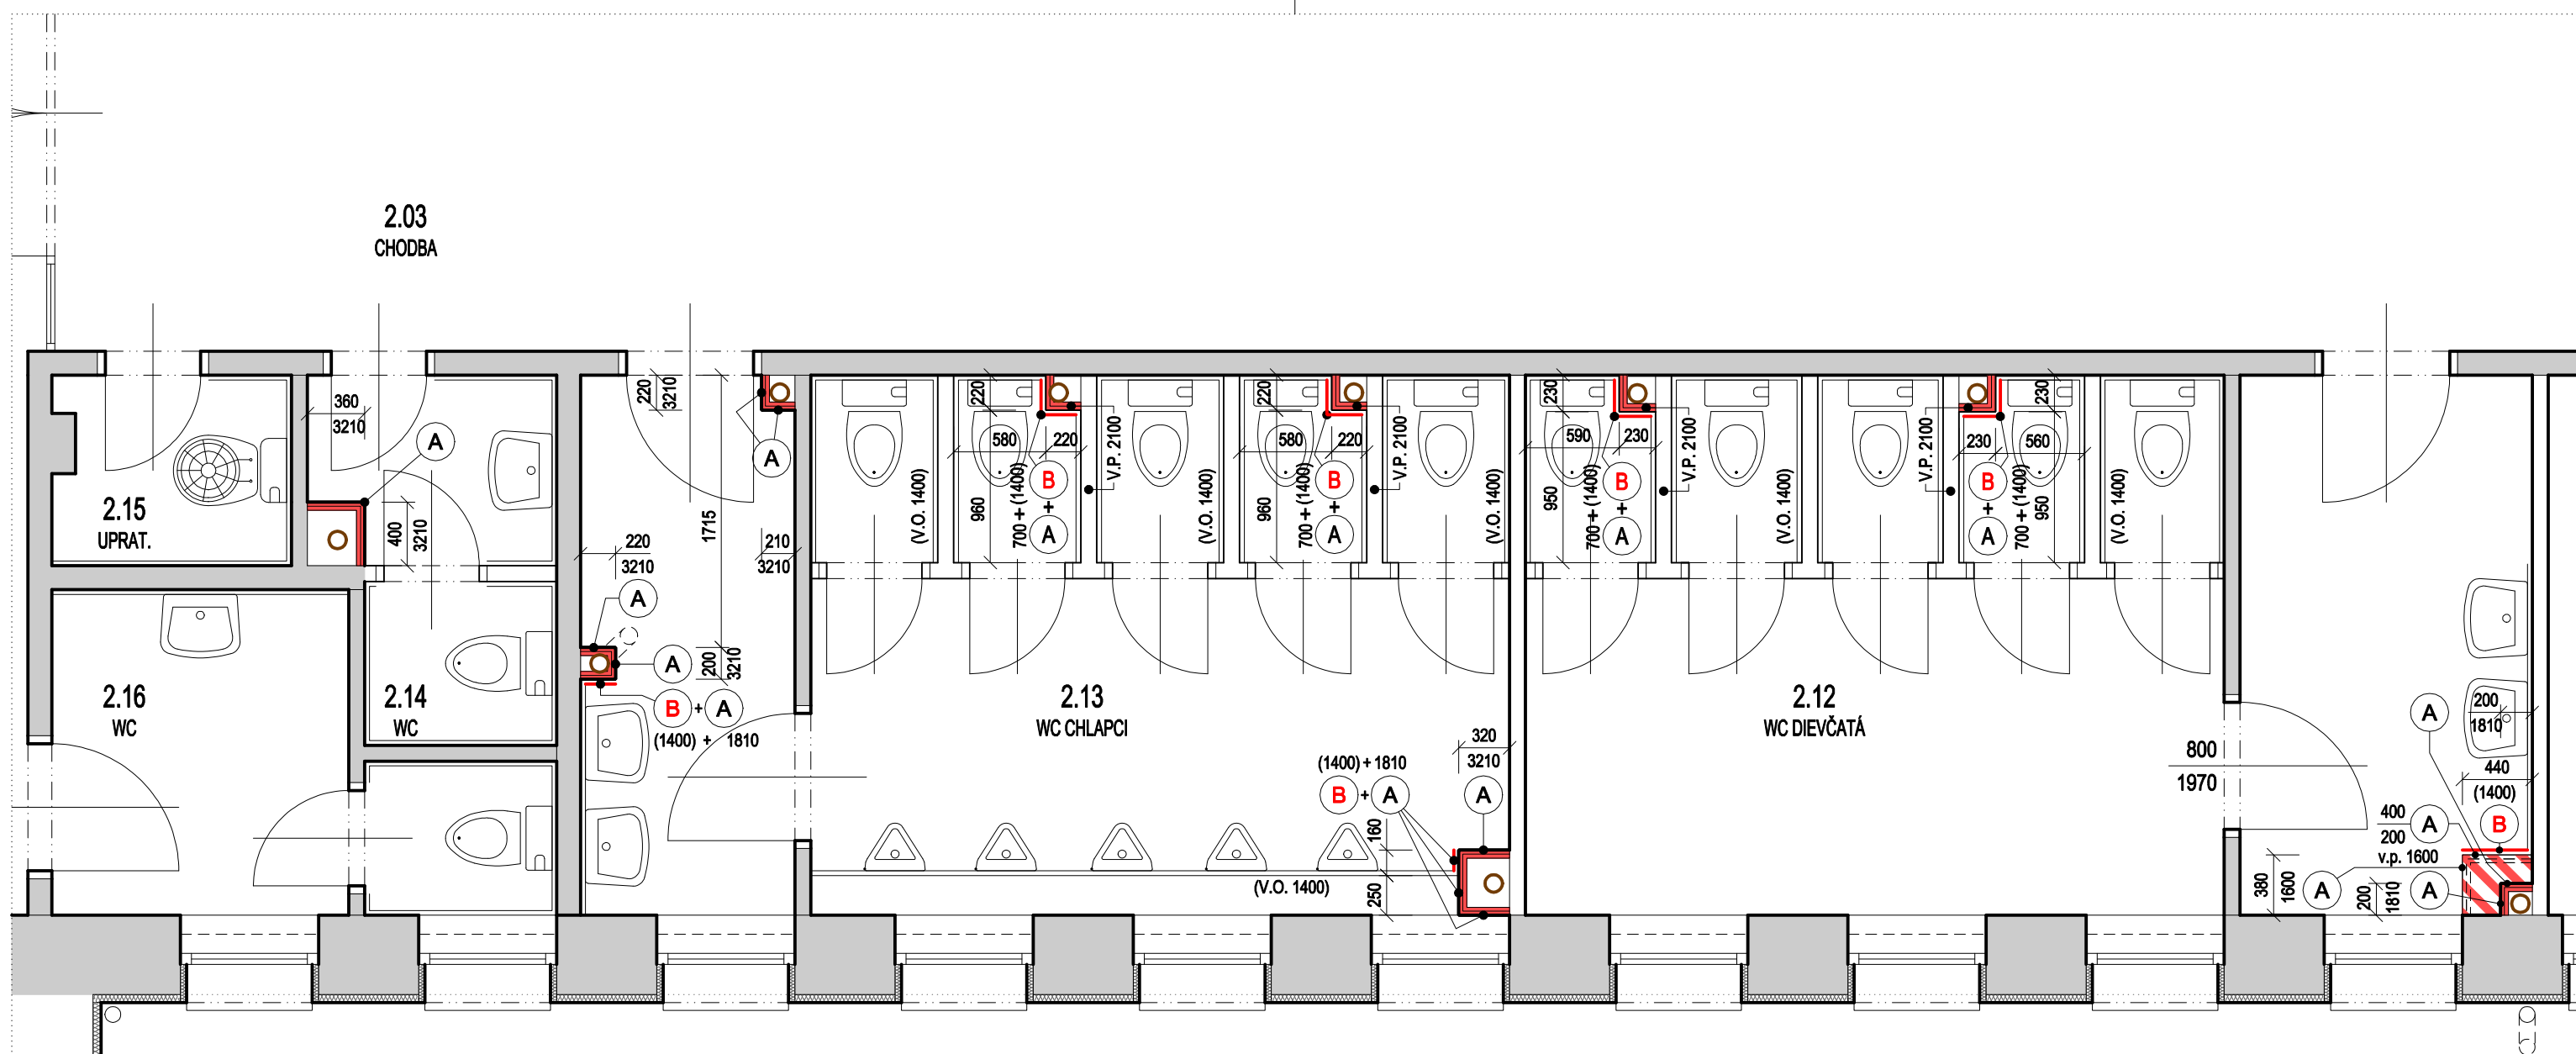 2.03
CHODBA
2.15
UPRAT.
360
3210
A
400
3210
2.16
WC
2.14
WC
220
3210
A
1715
210
3210
220
3210
A
A
200
3210
B + A
(1400) + 1810
(V.O. 1400)
220
580
220
960
700 + (1400)
B
+
A
V.P. 2100
(V.O. 1400)
220
580
220
960
700 + (1400)
B
+
A
V.P. 2100
(V.O. 1400)
2.13
WC CHLAPCI
320
3210
(1400) + 1810
B + A
A
160
250
(V.O. 1400)
230
590
230
950
700 + (1400)
B
+
A
V.P. 2100
(V.O. 1400)
V.P. 2100
230
230
560
B
+
A
700 + (1400)
950
(V.O. 1400)
2.12
WC DIEVČATÁ
800
1970
A
200
1810
440
(1400)
B
400
200
A
v.p. 1600
A
A
380
1600
200
1810